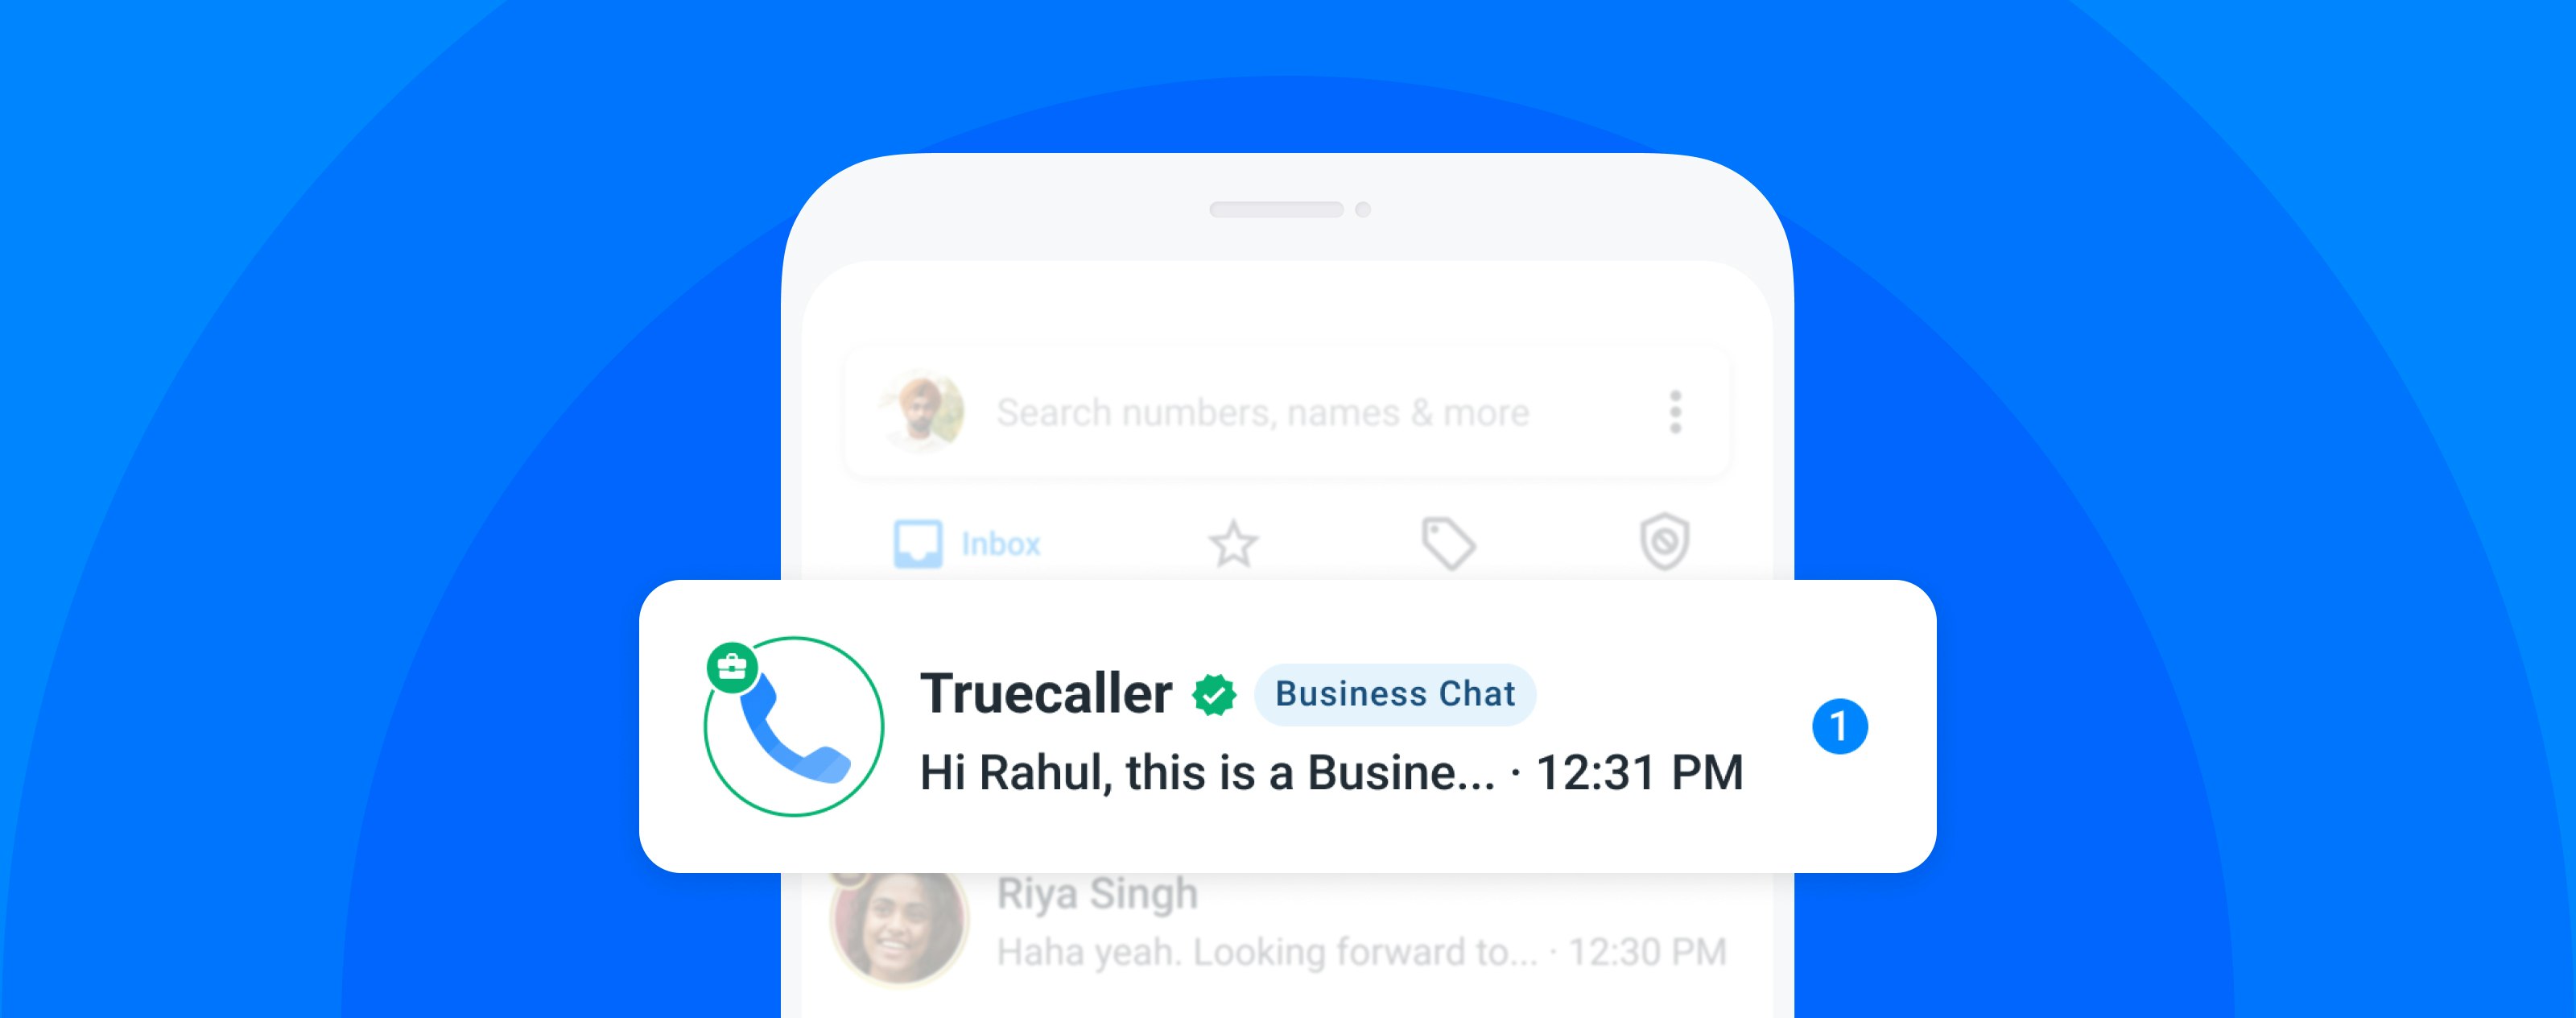 Search numbers, names & more
Inbox
Truecaller Business Chat
Hi Rahul, this is a Busine... · 12:31 PM
1
Riya Singh
Haha yeah. Looking forward to... · 12:30 PM